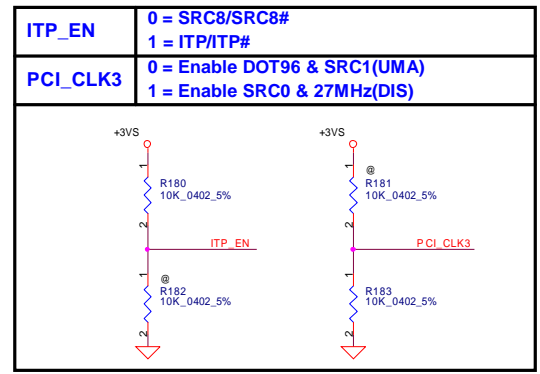 ITP_EN
0 = SRC8/SRC8#
1 = ITP/ITP#
PCI_CLK3
0 = Enable DOT96 & SRC1(UMA)
1 = Enable SRC0 & 27MHz(DIS)
+3VS
+3VS
1
R180
10K_0402_5%
2
1
@
R181
10K_0402_5%
2
ITP_EN
PCI_CLK3
1
@
R182
10K_0402_5%
2
1
R183
10K_0402_5%
2